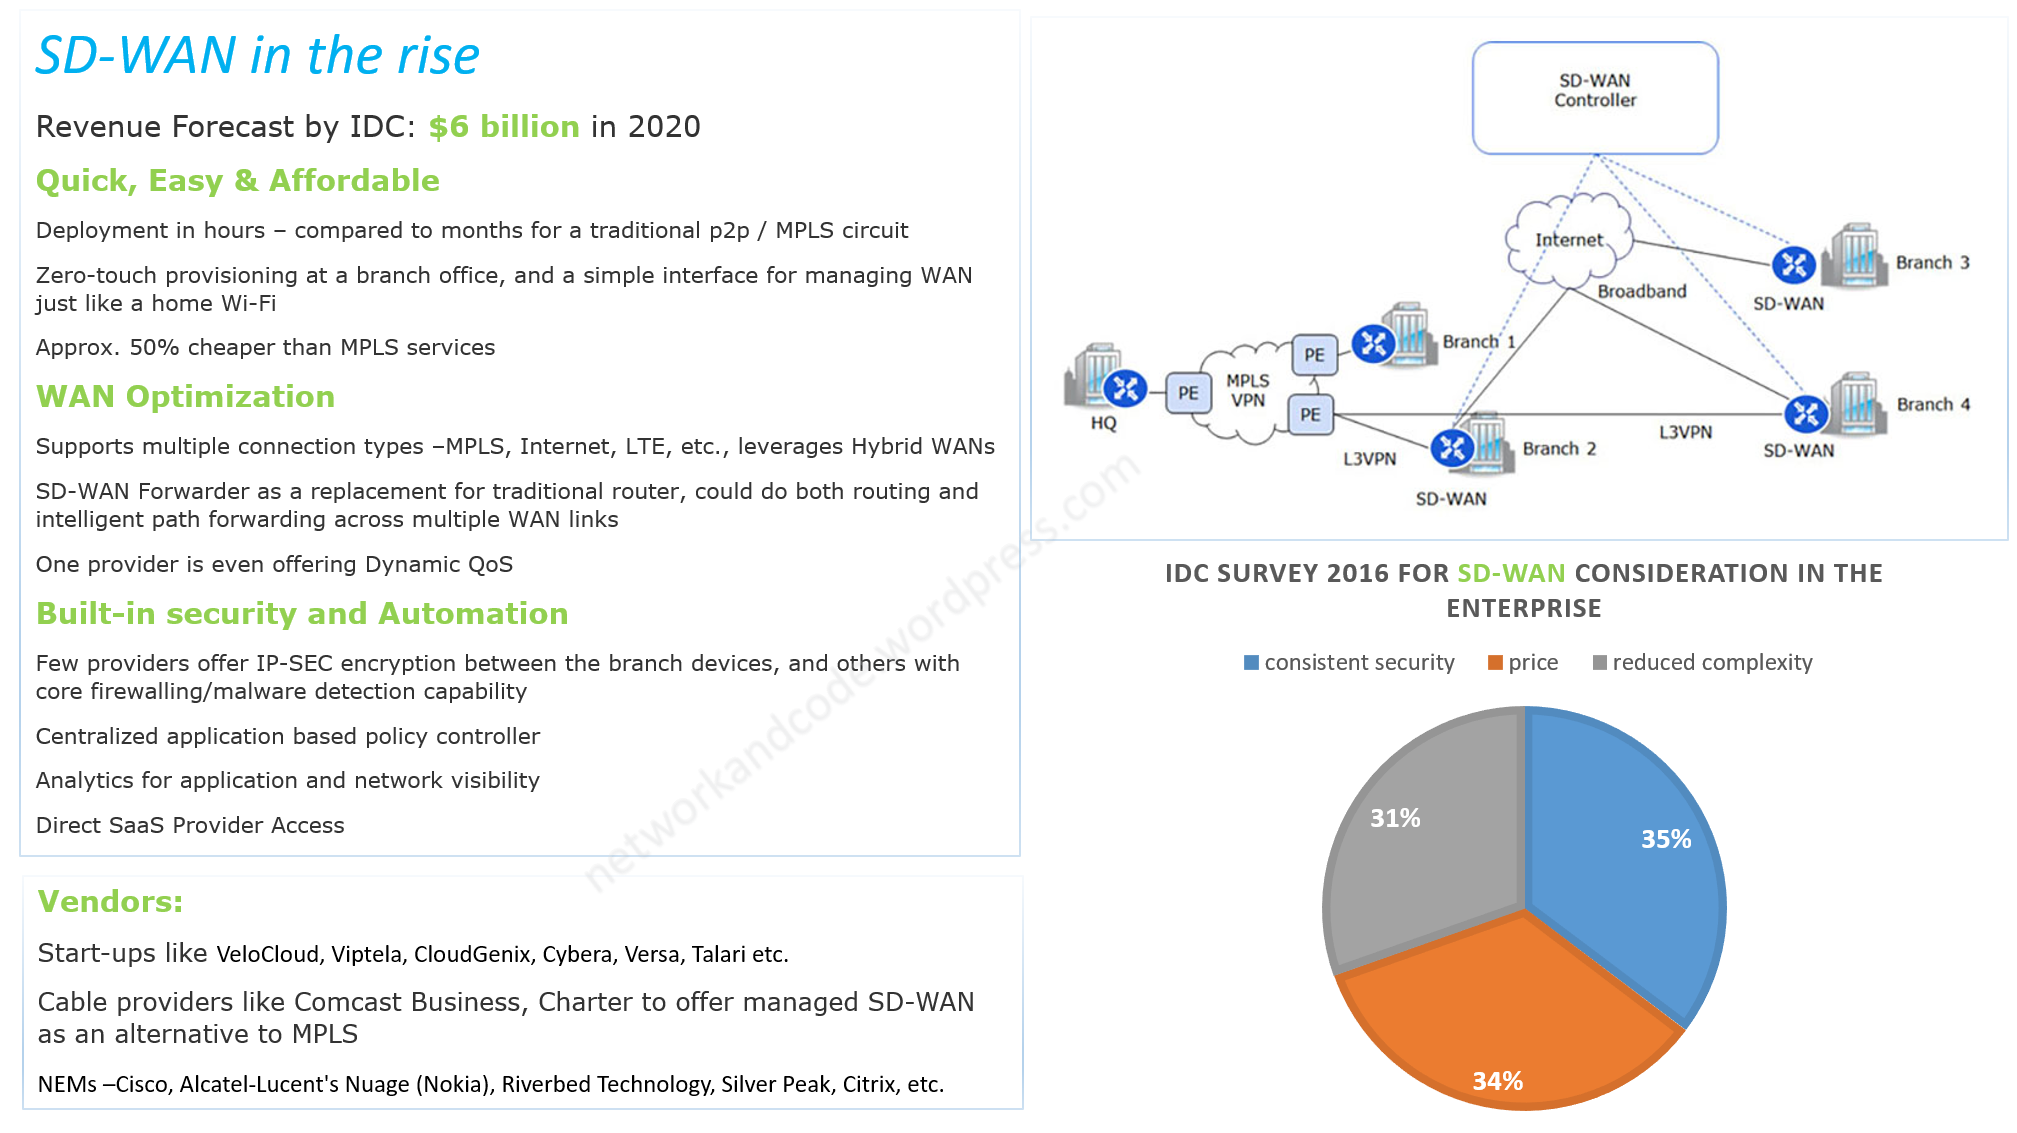 SD-WAN in the rise
Revenue Forecast by IDC: $6 billion in 2020
Quick, Easy & Affordable
Deployment in hours – compared to months for a traditional p2p / MPLS circuit
Zero-touch provisioning at a branch office, and a simple interface for managing WAN
just like a home Wi-Fi
Approx. 50% cheaper than MPLS services
WAN Optimization
Supports multiple connection types –MPLS, Internet, LTE, etc., leverages Hybrid WANs
SD-WAN Forwarder as a replacement for traditional router, could do both routing and
intelligent path forwarding across multiple WAN links
One provider is even offering Dynamic QoS
Built-in security and Automation
Few providers offer IP-SEC encryption between the branch devices, and others with
core firewalling/malware detection capability
Centralized application based policy controller
Analytics for application and network visibility
Direct SaaS Provider Access
Vendors:
Start-ups like VeloCloud, Viptela, CloudGenix, Cybera, Versa, Talari etc.
Cable providers like Comcast Business, Charter to offer managed SD-WAN
as an alternative to MPLS
NEMs –Cisco, Alcatel-Lucent's Nuage (Nokia), Riverbed Technology, Silver Peak, Citrix, etc.
networkandcode.wordpress.com
SD-WAN
Controller
Internet
Broadband
Branch 3
SD-WAN
Branch 1
PE
MPLS
VPN
PE
PE
HQ
L3VPN
Branch 2
SD-WAN
L3VPN
Branch 4
SD-WAN
IDC SURVEY 2016 FOR SD-WAN CONSIDERATION IN THE
ENTERPRISE
consistent security price reduced complexity
31%
35%
34%